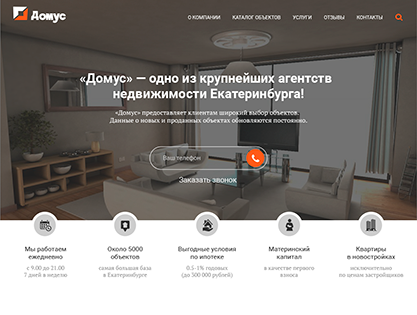 Домус
О КОМПАНИИ КАТАЛОГ ОБЪЕКТОВ УСЛУГИ ОТЗЫВЫ КОНТАКТЫ
«Домус» — одно из крупнейших агентств
недвижимости Екатеринбурга!
«Домус» предоставляет клиентам широкий выбор объектов.
Данные о новых и проданных объектах обновляются постоянно.
Ваш телефон
Заказать звонок
Мы работаем
ежедневно
с 9.00 до 21.00
7 дней в неделю
Около 5000
объектов
самая большая база
в Екатеринбурге
Выгодные условия
по ипотеке
0.5-1% годовых
(до 300 000 рублей)
Материнский
капитал
в качестве первого
взноса
Квартиры
в новостройках
исключительно
по ценам застройщиков